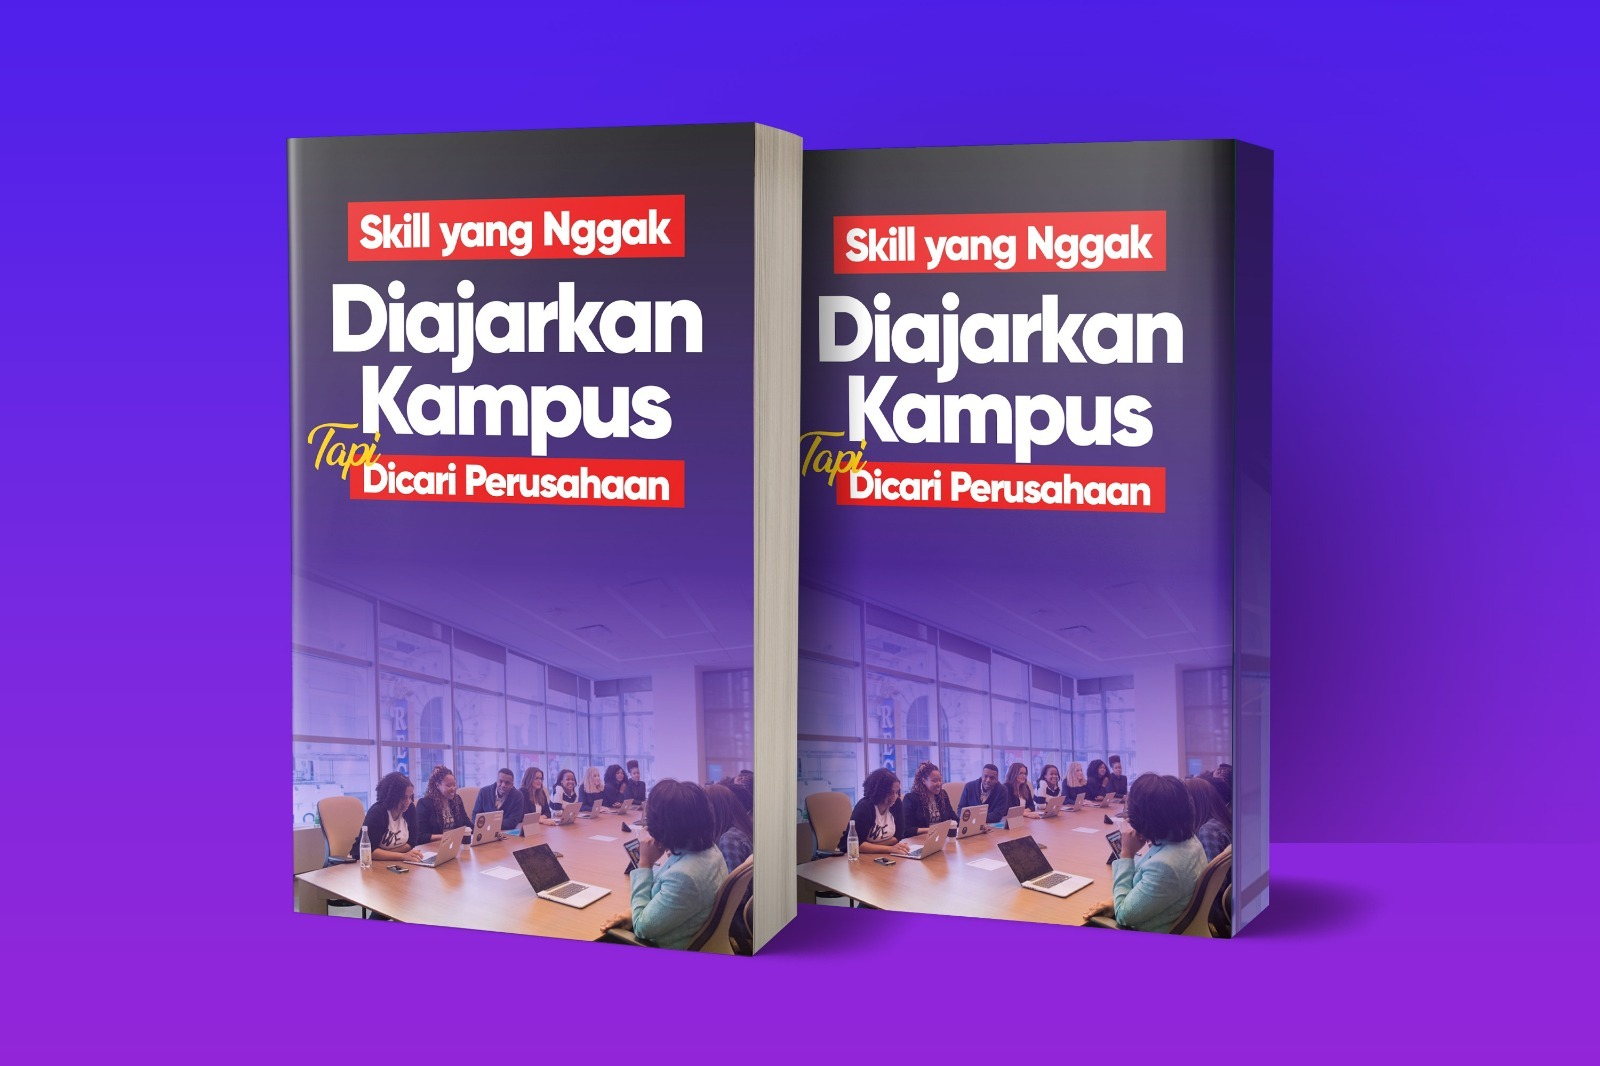 Skill yang Nggak
Diajarkan
Kampus
Tapi
Dicari Perusahaan
Skill yang Nggak
Diajarkan
Kampus
Tapi
Dicari Perusahaan